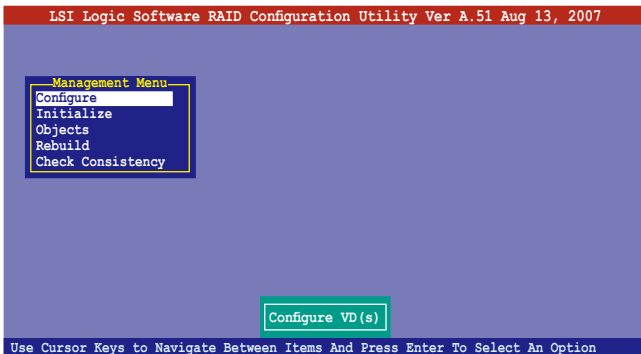 LSI Logic Software RAID Configuration Utility Ver A.51 Aug 13, 2007
Management Menu
Configure
Initialize
Objects
Rebuild
Check Consistency
Configure VD(s)
Use Cursor Keys to Navigate Between Items And Press Enter To Select An Option